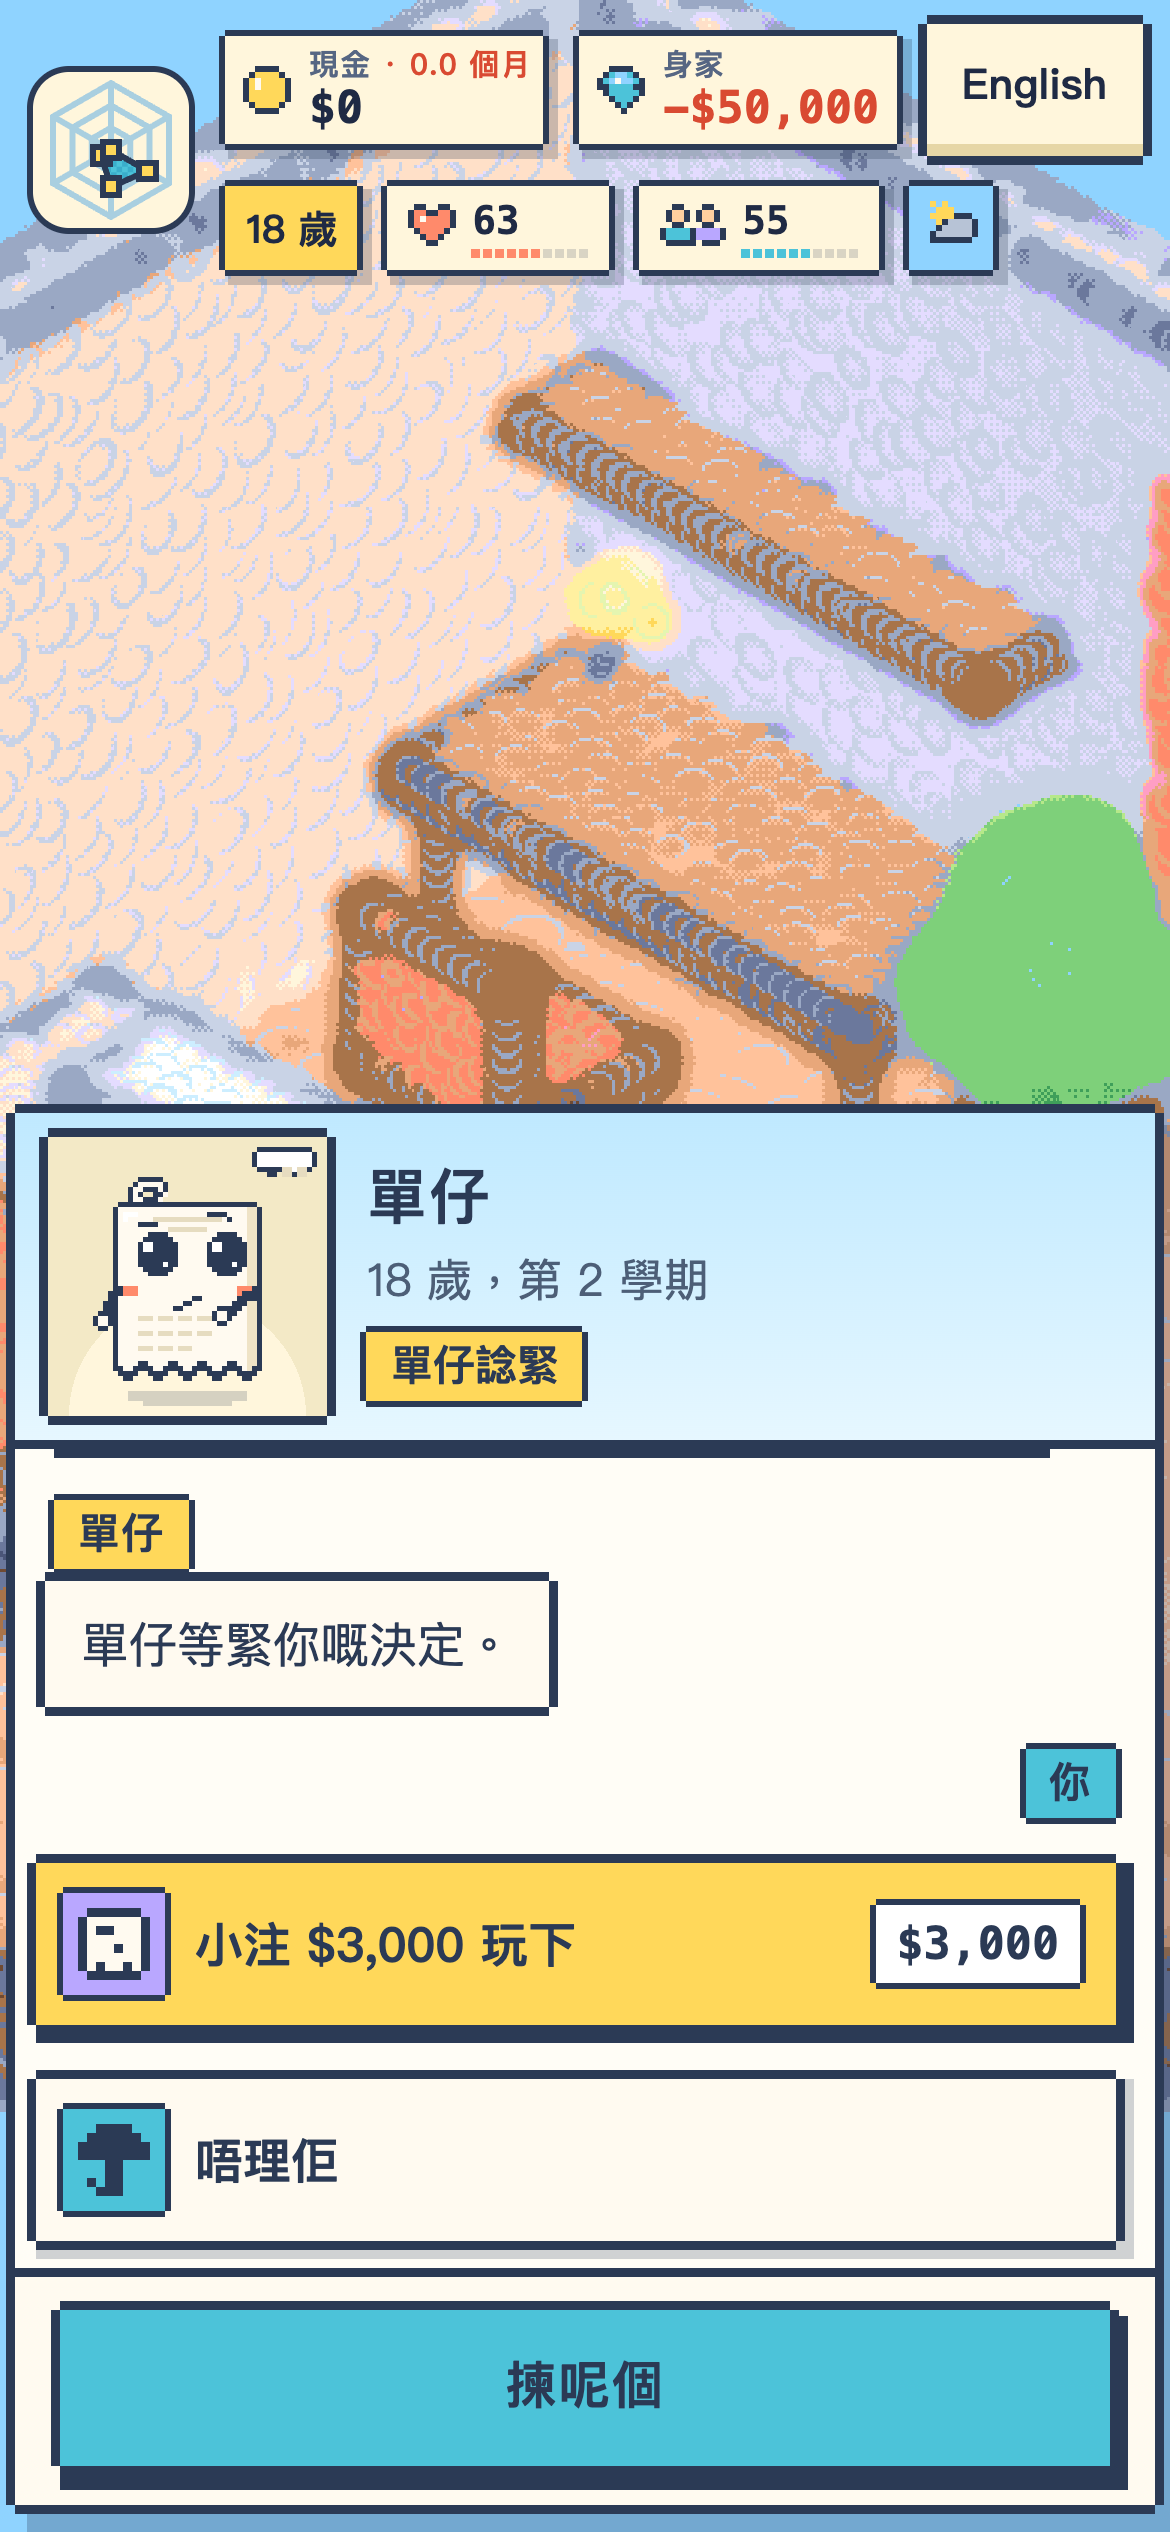 現金 · 0.0 個月
$0
身家
-$50,000
English
18 歲
63
55
單仔
18 歲，第 2 學期
單仔諗緊
單仔
單仔等緊你嘅決定。
你
小注 $3,000 玩下
$3,000
唔理佢
揀呢個